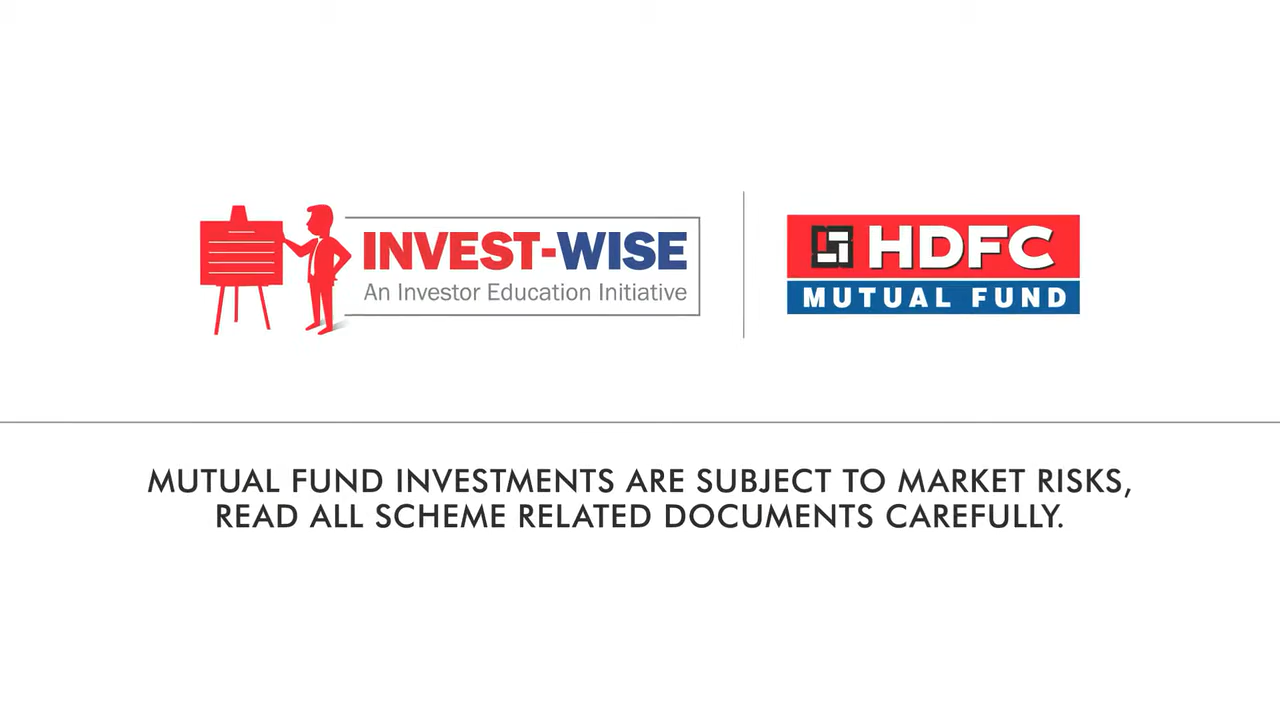 INVEST-WISE
An Investor Education Initiative
HDFC
MUTUAL FUND
MUTUAL FUND INVESTMENTS ARE SUBJECT TO MARKET RISKS,
READ ALL SCHEME RELATED DOCUMENTS CAREFULLY.